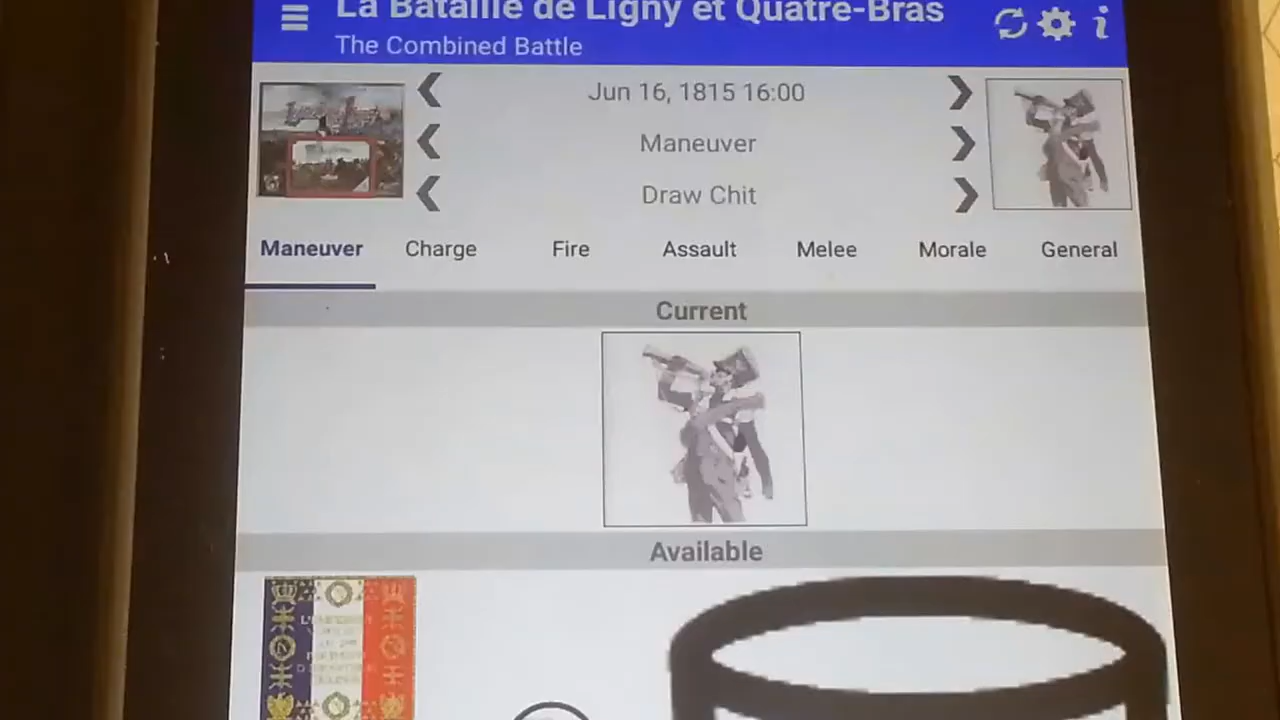 La Bataille de Ligny et Quatre-Bras
The Combined Battle
Jun 16, 1815 16:00
Maneuver
Draw Chit
Maneuver Charge Fire Assault Melee Morale General
Current
Available